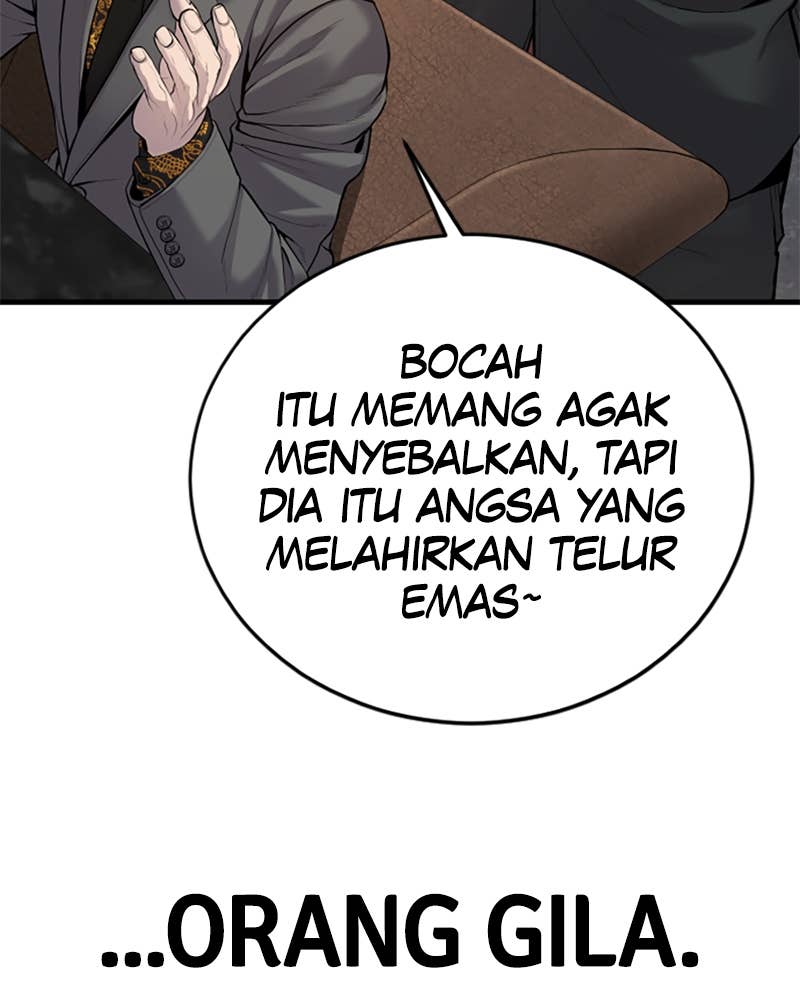 BOCAH
ITU MEMANG AGAK
MENYEBALKAN, TAPI
DIA ITU ANGSA YANG
MELAHIRKAN TELUR
EMAS~
...ORANG GILA.